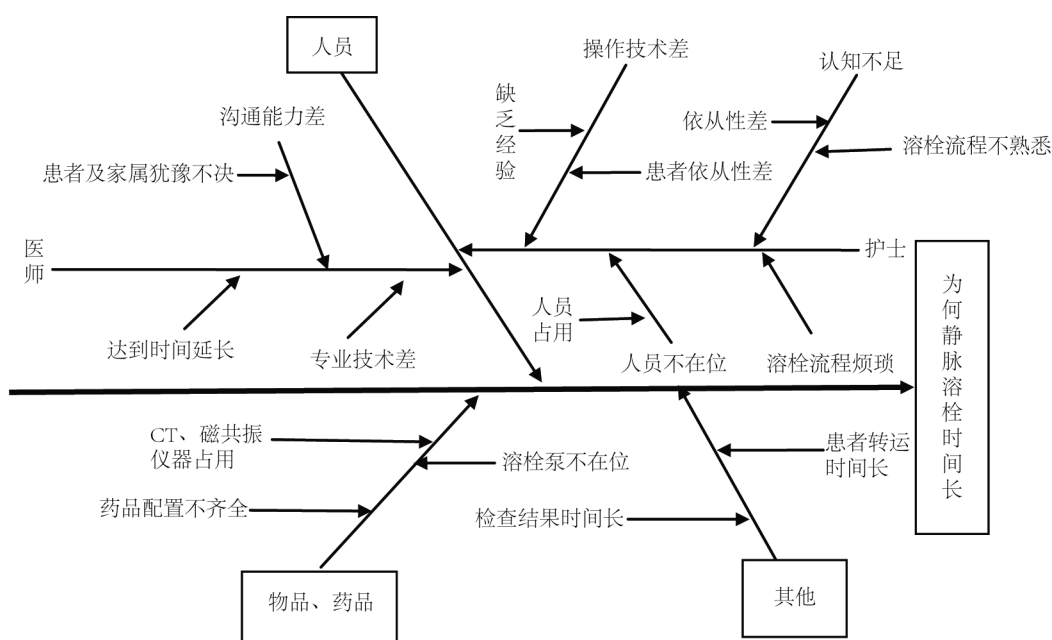 人员
操作技术差
认知不足
沟通能力差
缺乏经验
依从性差
溶栓流程不熟悉
患者及家属犹豫不决
患者依从性差
医师
护士
人员
占用
达到时间延长
专业技术差
人员不在位
溶栓流程烦琐
为何静脉溶栓时间长
CT、磁共振
仪器占用
溶栓泵不在位
患者转运
时间长
药品配置不齐全
检查结果时间长
物品、药品
其他